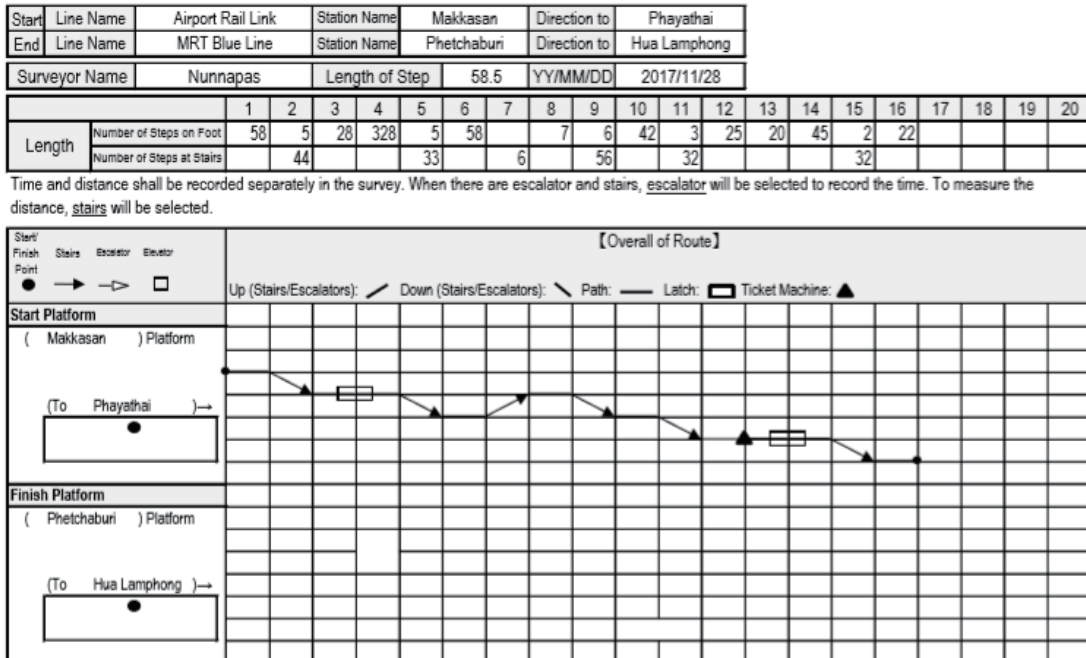 Start Line Name Airport Rail Link Station Name Makkasan Direction to Phayathai
End Line Name MRT Blue Line Station Name Phetchaburi Direction to Hua Lamphong
Surveyor Name Nunnapas Length of Step 58.5 YY/MM/DD 2017/11/28
1 2 3 4 5 6 7 8 9 10 11 12 13 14 15 16 17 18 19 20
Length
Number of Steps on Foot 58 5 28 328 5 58 7 6 42 3 25 20 45 2 22
Number of Steps at Stairs 44 33 6 56 32 32
Time and distance shall be recorded separately in the survey. When there are escalator and stairs, escalator will be selected to record the time. To measure the
distance, stairs will be selected.
Start/ Finish Point Stairs Escalator Elevator
【Overall of Route】
Up (Stairs/Escalators): Down (Stairs/Escalators): Path: Latch: Ticket Machine:
Start Platform
( Makkasan ) Platform
(To Phayathai )→
Finish Platform
( Phetchaburi ) Platform
(To Hua Lamphong )→